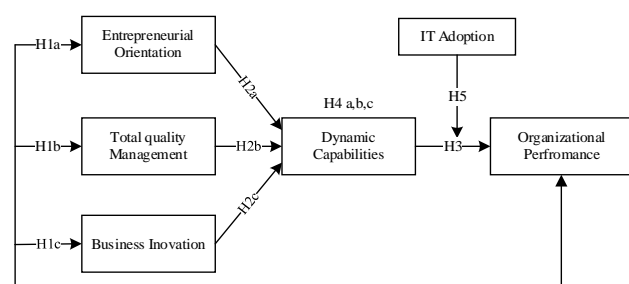 H1a
Entrepreneurial
Orientation
IT Adoption
H2a
H4 a,b,c
H5
H1b
Total quality
Management
H2b
Dynamic
Capabilities
H3
Organizational
Perfromance
H1c
Business Inovation
H2c